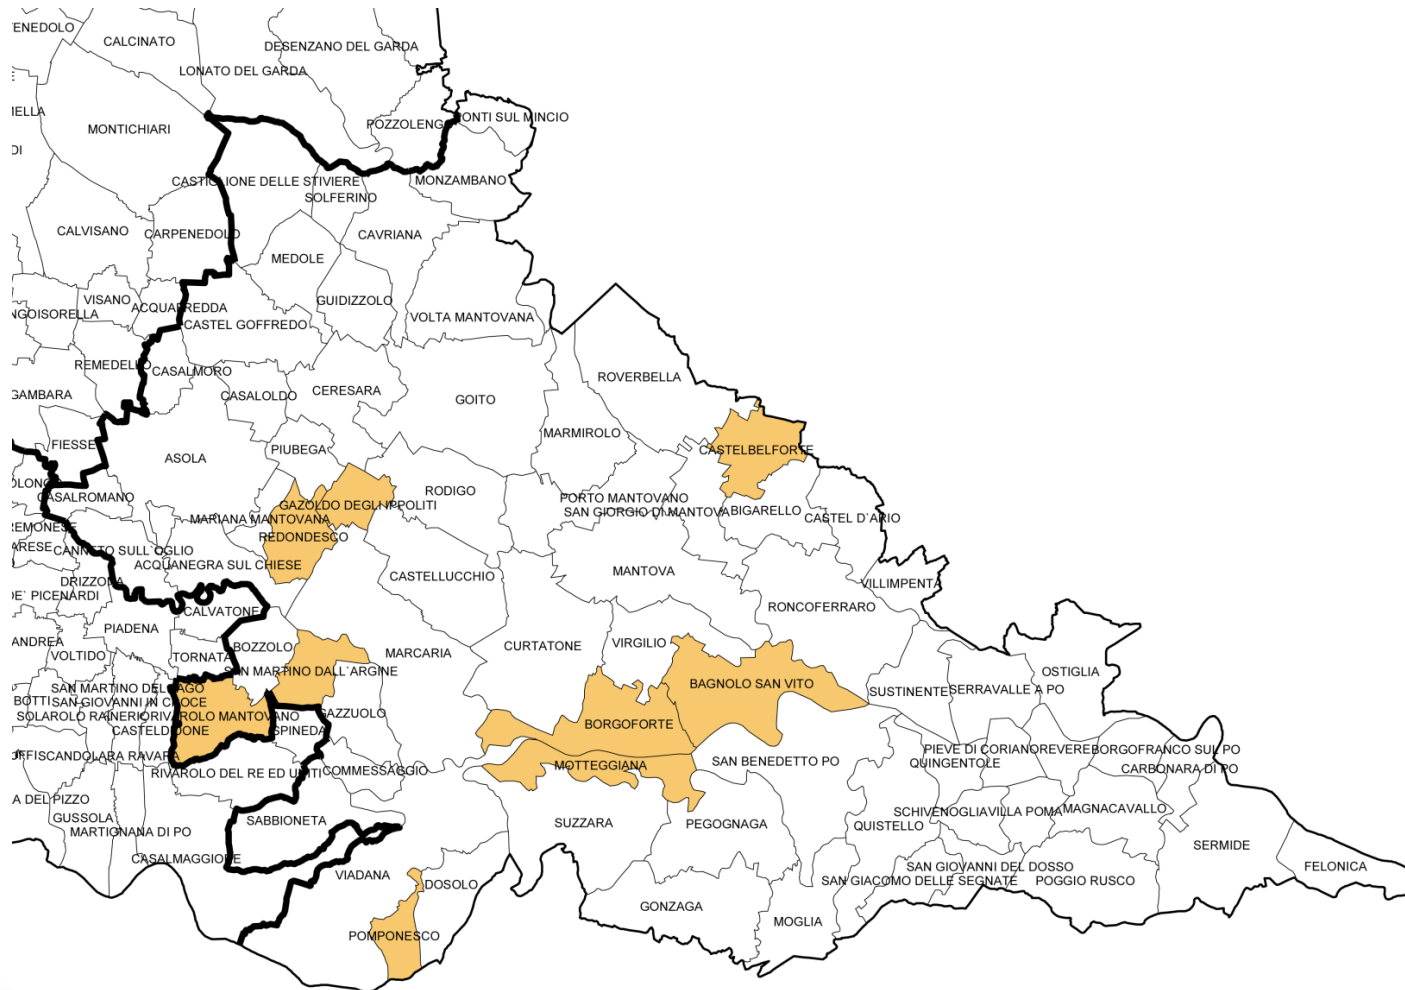 ENEDOLO
CALCINATO
DESENZANO DEL GARDA
LONATO DEL GARDA
MONTICHIARI
POZZOLENG
PONTI SUL MINCIO
CASTIGLIONE DELLE STIVIERE
MONZAMBANO
SOLFERINO
CALVISANO
CARPENEDOLO
CAVRIANA
MEDOLE
VISANO
ACQUAFREDDA
GUIDIZZOLO
NGOISORELLA
CASTEL GOFFREDO
VOLTA MANTOVANA
REMEDELLO
CASALMORO
ROVERBELLA
GAMBARA
CASALOLDO
CERESARA
GOITO
FIESSE
MARMIROLO
ASOLA
PIUBEGA
CASTELBELFORTE
OLONGO
CASALROMANO
RODIGO
PORTO MANTOVANO
GAZOLDO DEGLI IPPOLITI
SAN GIORGIO DI MANTOVA
BIGARELLO
CASTEL D`ARIO
REMONESE
MARIANA MANTOVANA
REDONDESCO
ARESE
CANNETO SULL`OGLIO
ACQUANEGRA SUL CHIESE
CASTELLUCCHIO
MANTOVA
DRIZZONA
VILLIMPENTA
DE` PICENARDI
CALVATONE
RONCOFERRARO
PIADENA
ANDREA
BOZZOLO
MARCARIA
CURTATONE
VIRGILIO
VOLTIDO
TORNATA
SAN MARTINO DALL`ARGINE
OSTIGLIA
BAGNOLO SAN VITO
SUSTINENTE
SERRAVALLE A PO
SAN MARTINO DEL LAGO
BOTTI
SAN GIOVANNI IN CROCE
SOLAROLO RAINERIO
RIVAROLO MANTOVANO
GAZZUOLO
CASTELDIDONE
SPINEDA
BORGOFORTE
SCANDOLARA RAVARA
PIEVE DI CORIANO
REVERE
BORGOFRANCO SUL PO
RIVAROLO DEL RE ED UNITI
COMMESSAGGIO
MOTTEGGIANA
SAN BENEDETTO PO
QUINGENTOLE
CARBONARA DI PO
A DEL PIZZO
GUSSOLA
MARTIGNANA DI PO
SABBIONETA
SUZZARA
PEGOGNAGA
QUISTELLO
SCHIVENOGLIA
VILLA POMA
MAGNACAVALLO
SERMIDE
CASALMAGGIORE
VIADANA
DOSOLO
SAN GIOVANNI DEL DOSSO
SAN GIACOMO DELLE SEGNATE
POGGIO RUSCO
FELONICA
GONZAGA
MOGLIA
POMPONESCO